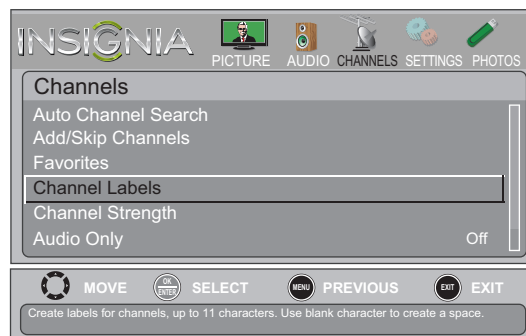 INSIGNIA
PICTURE AUDIO CHANNELS SETTINGS PHOTOS
Channels
Auto Channel Search
Add/Skip Channels
Favorites
Channel Labels
Channel Strength
Audio Only Off
MOVE OK ENTER SELECT MENU PREVIOUS EXIT EXIT
Create labels for channels, up to 11 characters. Use blank character to create a space.